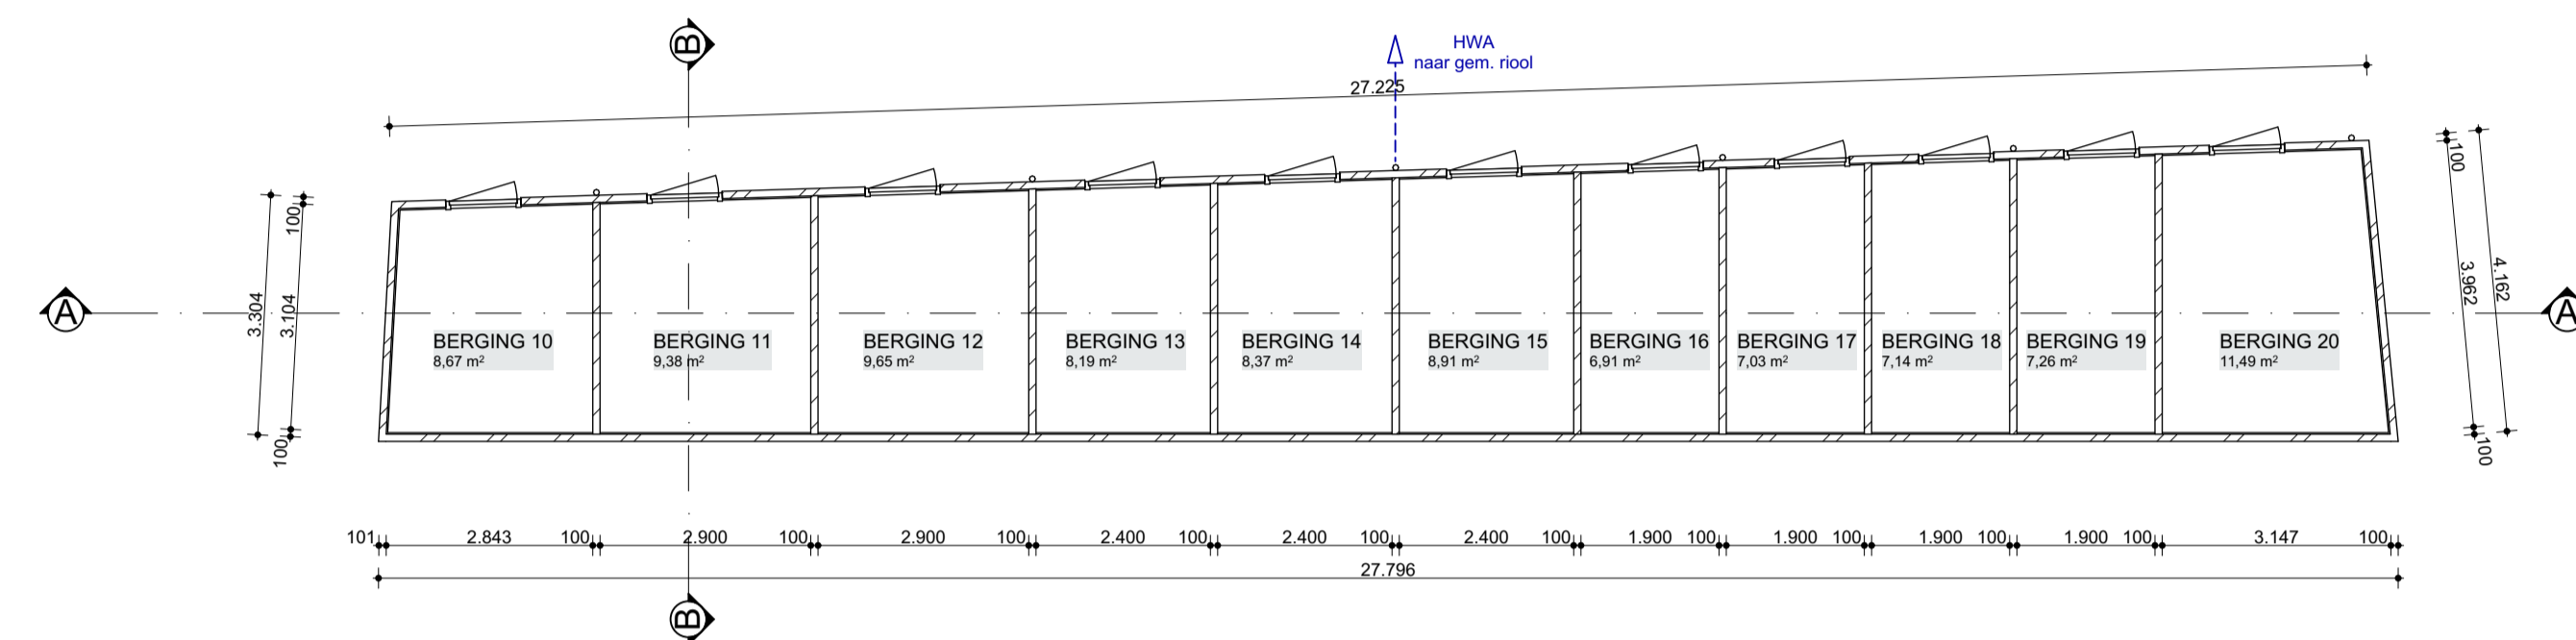 B
HWA
naar gem. riool
27.225
100
3.304
3.104
100
100
3.962
4.162
100
A
A
BERGING 10
8,67 m²
BERGING 11
9,38 m²
BERGING 12
9,65 m²
BERGING 13
8,19 m²
BERGING 14
8,37 m²
BERGING 15
8,91 m²
BERGING 16
6,91 m²
BERGING 17
7,03 m²
BERGING 18
7,14 m²
BERGING 19
7,26 m²
BERGING 20
11,49 m²
101 2.843 100 2.900 100 2.900 100 2.400 100 2.400 100 2.400 100 1.900 100 1.900 100 1.900 100 1.900 100 3.147 100
27.796
B